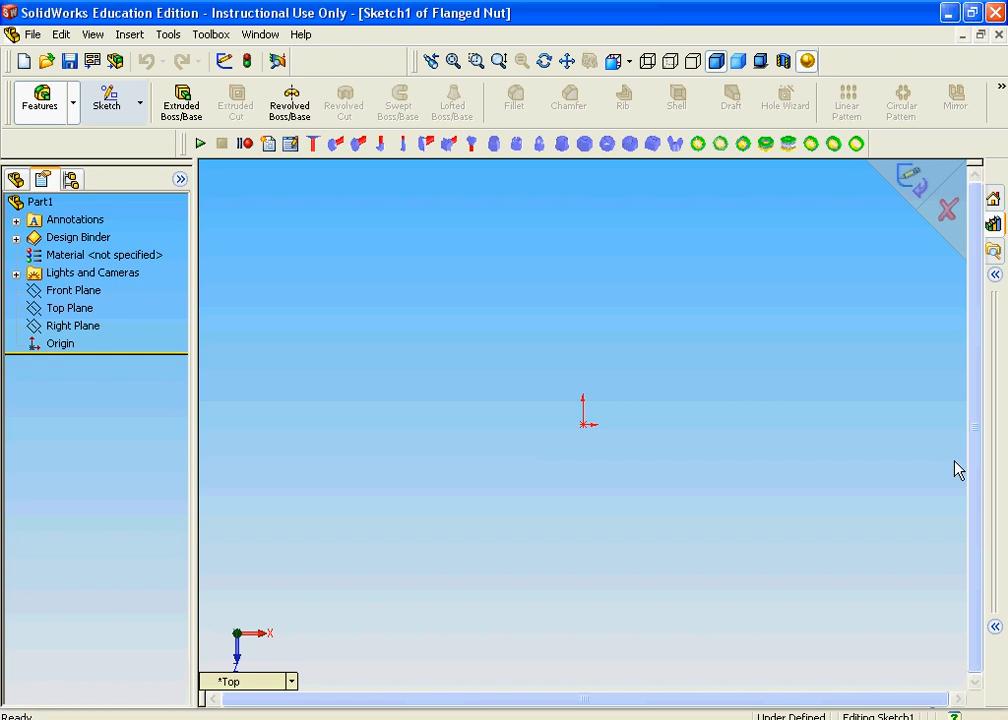 SolidWorks Education Edition - Instructional Use Only - [Sketch1 of Flanged Nut]
File Edit View Insert Tools Toolbox Window Help
Features Sketch Extruded Boss/Base Extruded Cut Revolved Boss/Base Revolved Cut Swept Boss/Base Lofted Boss/Base Fillet Chamfer Rib Shell Draft Hole Wizard Linear Pattern Circular Pattern Mirror
Part1
A Annotations
Design Binder
Material <not specified>
Lights and Cameras
Front Plane
Top Plane
Right Plane
Origin
X
Z
*Top
Ready Under Defined Editing Sketch1